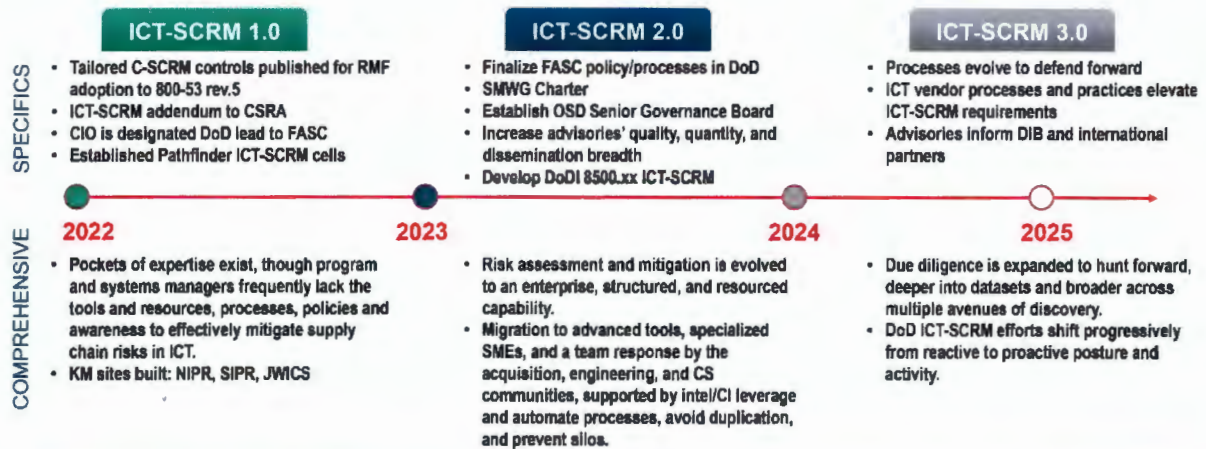 ICT-SCRM 1.0
SPECIFICS
• Tailored C-SCRM controls published for RMF
adoption to 800-53 rev.5
• ICT-SCRM addendum to CSRA
• CIO is designated DoD lead to FASC
• Established Pathfinder ICT-SCRM cells
ICT-SCRM 2.0
• Finalize FASC policy/processes in DoD
• SMWG Charter
• Establish OSD Senior Governance Board
• Increase advisories' quality, quantity, and
dissemination breadth
• Develop DoDI 8500.xx ICT-SCRM
ICT-SCRM 3.0
• Processes evolve to defend forward
• ICT vendor processes and practices elevate
ICT-SCRM requirements
• Advisories inform DIB and international
partners
2022
2023
2024
2025
COMPREHENSIVE
• Pockets of expertise exist, though program
and systems managers frequently lack the
tools and resources, processes, policies and
awareness to effectively mitigate supply
chain risks in ICT.
• KM sites built: NIPR, SIPR, JWICS
• Risk assessment and mitigation is evolved
to an enterprise, structured, and resourced
capability.
• Migration to advanced tools, specialized
SMEs, and a team response by the
acquisition, engineering, and CS
communities, supported by intel/CI leverage
and automate processes, avoid duplication,
and prevent silos.
• Due diligence is expanded to hunt forward,
deeper into datasets and broader across
multiple avenues of discovery.
• DoD ICT-SCRM efforts shift progressively
from reactive to proactive posture and
activity.